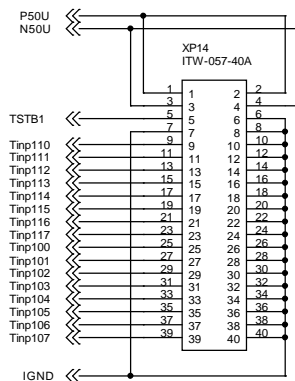 P50U
N50U
XP14
ITW-057-40A
1 1 2 2
3 3 4 4
TSTB1 5 5 6 6
7 7 8 8
Tinp110 9 9 10 10
Tinp111 11 11 12 12
Tinp112 13 13 14 14
Tinp113 15 15 16 16
Tinp114 17 17 18 18
Tinp115 19 19 20 20
Tinp116 21 21 22 22
Tinp117 23 23 24 24
Tinp100 25 25 26 26
Tinp101 27 27 28 28
Tinp102 29 29 30 30
Tinp103 31 31 32 32
Tinp104 33 33 34 34
Tinp105 35 35 36 36
Tinp106 37 37 38 38
Tinp107 39 39 40 40
IGND